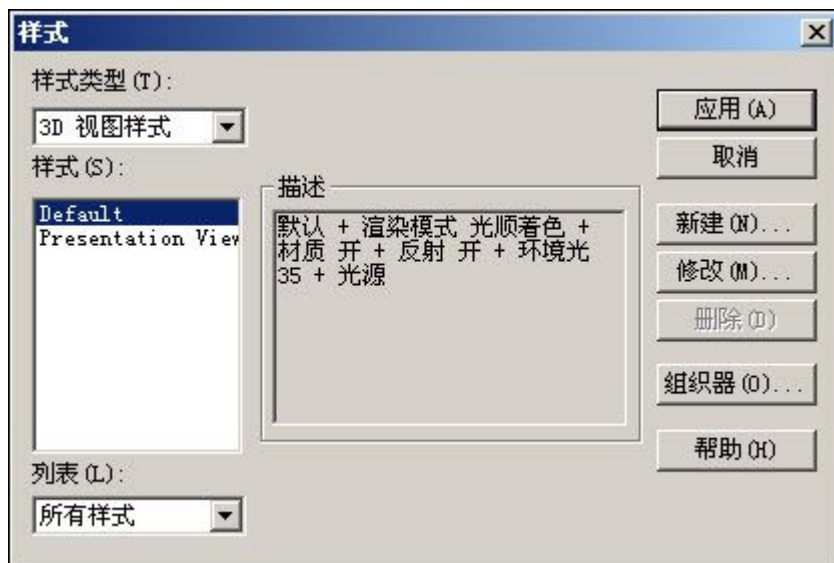 样式
样式类型(T):
3D 视图样式
样式(S):
Default
Presentation View
描述
默认 + 渲染模式 光顺着色 +
材质 开 + 反射 开 + 环境光
35 + 光源
列表(L):
所有样式
应用(A)
取消
新建(N)...
修改(M)...
删除(D)
组织器(O)...
帮助(H)